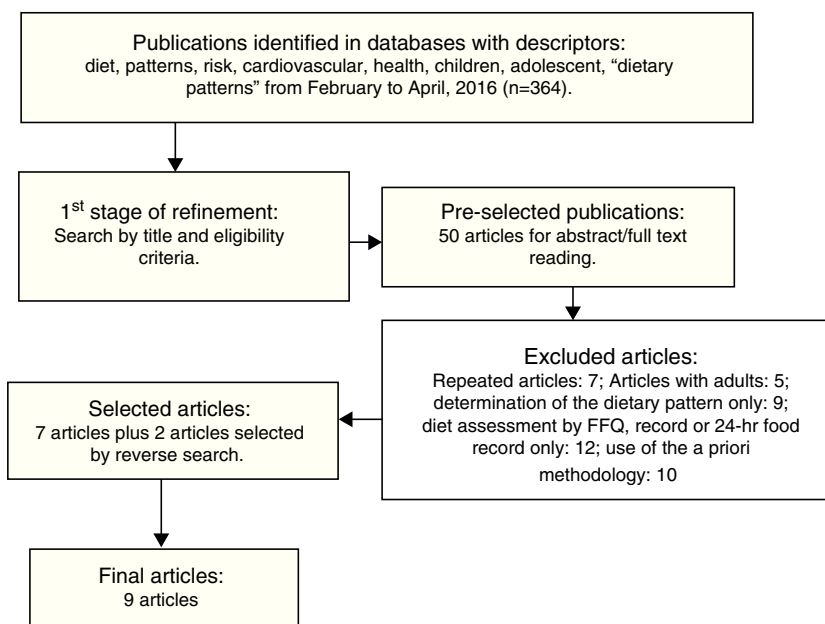 Publications identified in databases with descriptors:
diet, patterns, risk, cardiovascular, health, children, adolescent, “dietary
patterns” from February to April, 2016 (n=364).
1st stage of refinement:
Search by title and eligibility
criteria.
Pre-selected publications:
50 articles for abstract/full text
reading.
Excluded articles:
Repeated articles: 7; Articles with adults: 5;
determination of the dietary pattern only: 9;
diet assessment by FFQ, record or 24-hr food
record only: 12; use of the a priori
methodology: 10
Selected articles:
7 articles plus 2 articles selected
by reverse search.
Final articles:
9 articles